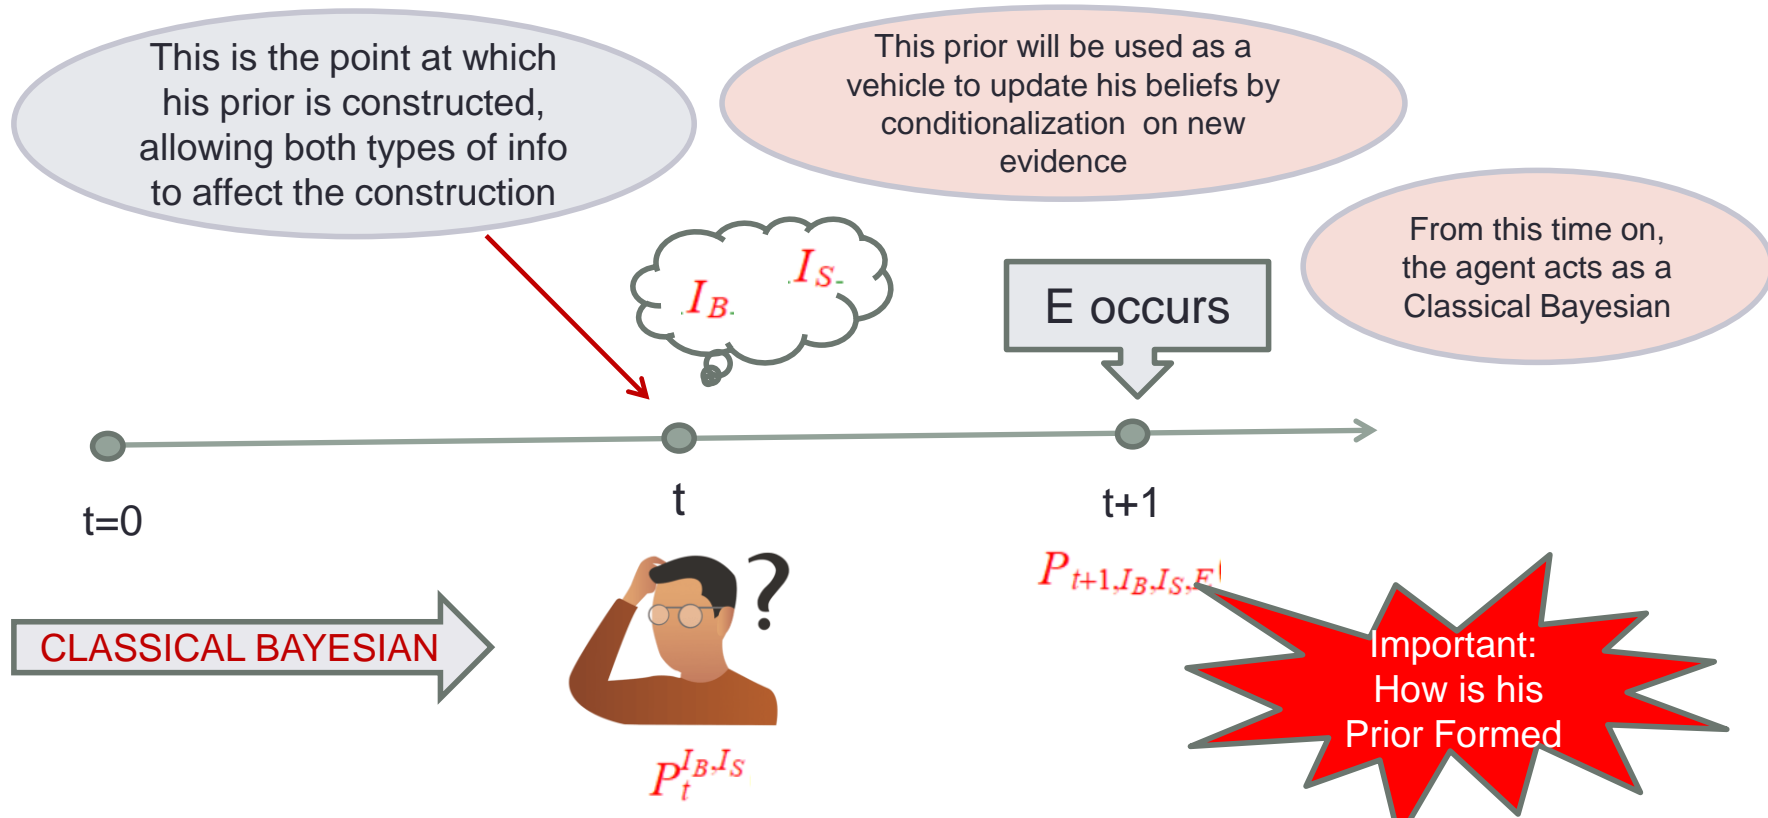 This is the point at which
his prior is constructed,
allowing both types of info
to affect the construction
This prior will be used as a
vehicle to update his beliefs by
conditionalization on new
evidence
From this time on,
the agent acts as a
Classical Bayesian
I_B
I_S
E occurs
t=0
t
t+1
CLASSICAL BAYESIAN
?
P_t^{I_B,I_S}
P_{t+1,I_B,I_S,E}
Important:
How is his
Prior Formed